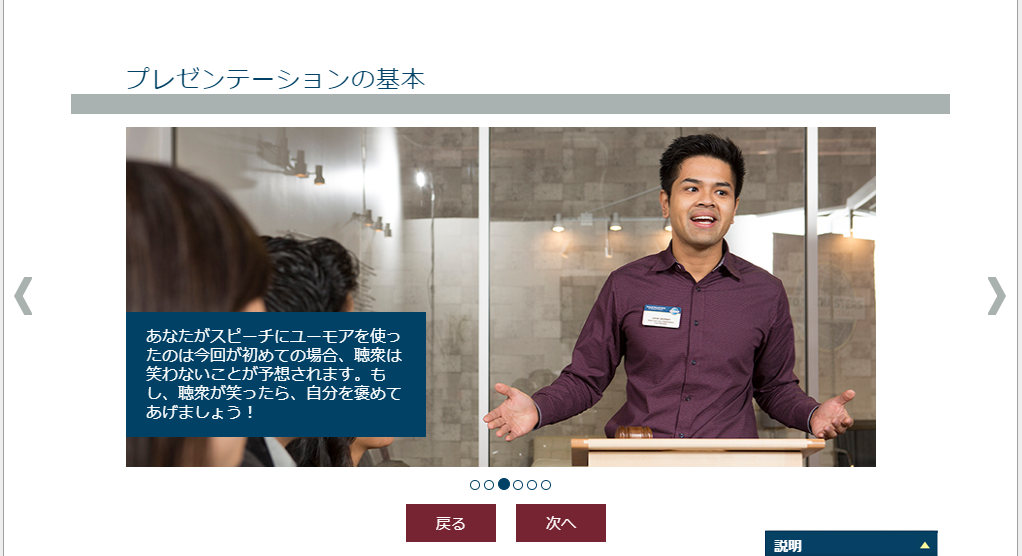 プレゼンテーションの基本
あなたがスピーチにユーモアを使っ
たのは今回が初めての場合、聴衆は
笑わないことが予想されます。も
し、聴衆が笑ったら、自分を褒めて
あげましょう！
戻る
次へ
説明